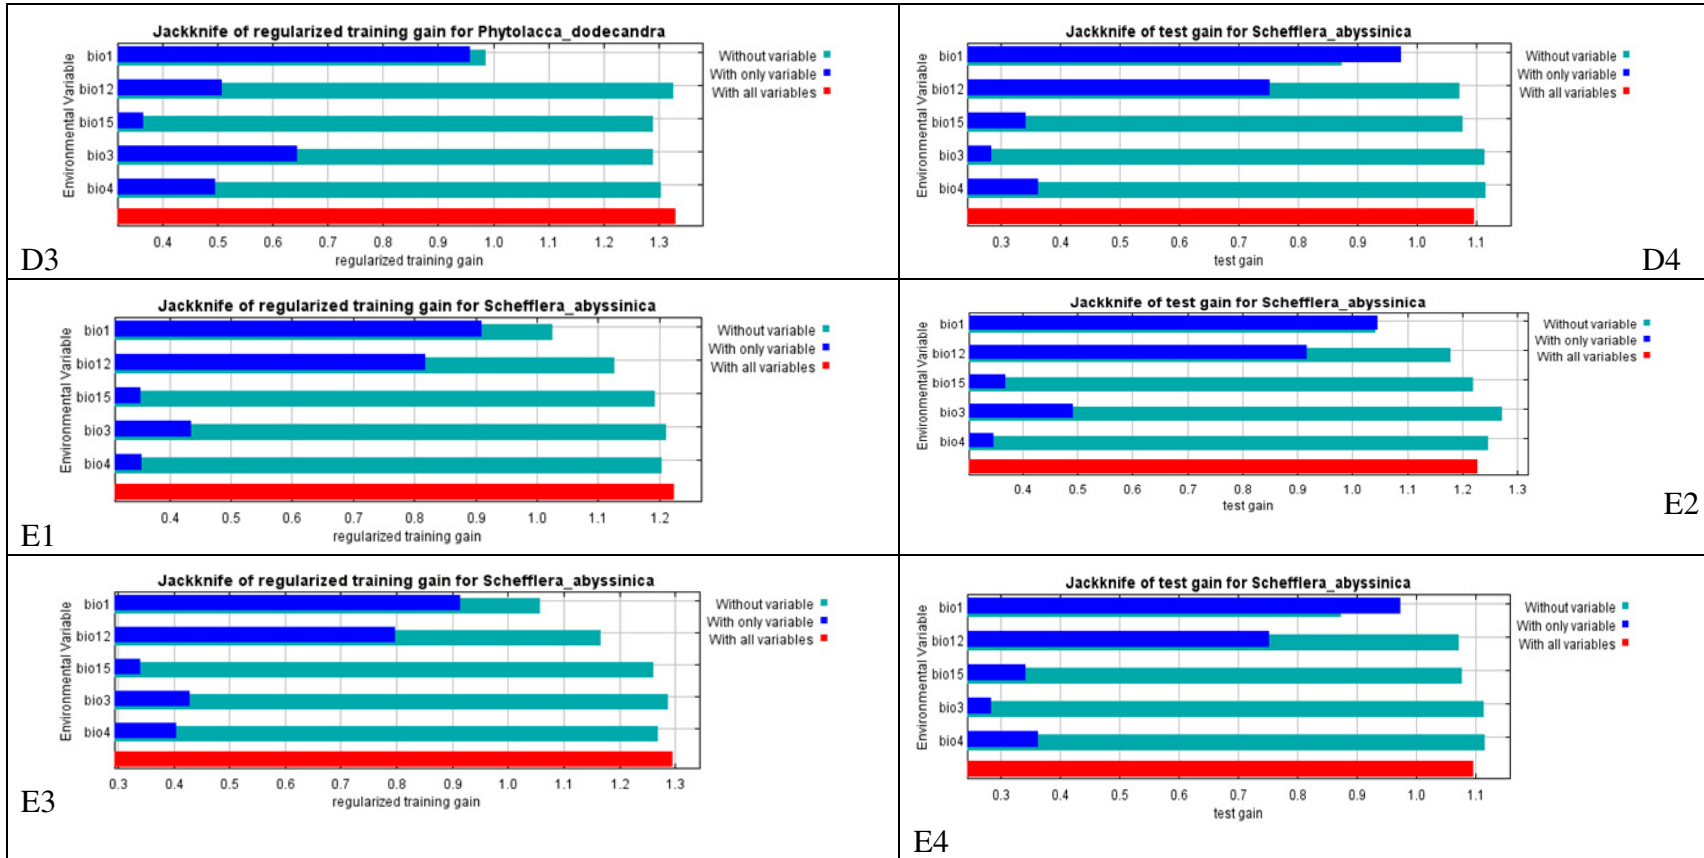 Jackknife of regularized training gain for Phytolacca_dodecandra
Environmental Variable
bio1
bio12
bio15
bio3
bio4
Without variable
With only variable
With all variables
0.4 0.5 0.6 0.7 0.8 0.9 1.0 1.1 1.2 1.3
regularized training gain
D3
Jackknife of test gain for Schefflera_abyssinica
Environmental Variable
bio1
bio12
bio15
bio3
bio4
Without variable
With only variable
With all variables
0.3 0.4 0.5 0.6 0.7 0.8 0.9 1.0 1.1
test gain
D4
Jackknife of regularized training gain for Schefflera_abyssinica
Environmental Variable
bio1
bio12
bio15
bio3
bio4
Without variable
With only variable
With all variables
0.4 0.5 0.6 0.7 0.8 0.9 1.0 1.1 1.2
regularized training gain
E1
Jackknife of test gain for Schefflera_abyssinica
Environmental Variable
bio1
bio12
bio15
bio3
bio4
Without variable
With only variable
With all variables
0.4 0.5 0.6 0.7 0.8 0.9 1.0 1.1 1.2 1.3
test gain
E2
Jackknife of regularized training gain for Schefflera_abyssinica
Environmental Variable
bio1
bio12
bio15
bio3
bio4
Without variable
With only variable
With all variables
0.3 0.4 0.5 0.6 0.7 0.8 0.9 1.0 1.1 1.2 1.3
regularized training gain
E3
Jackknife of test gain for Schefflera_abyssinica
Environmental Variable
bio1
bio12
bio15
bio3
bio4
Without variable
With only variable
With all variables
0.3 0.4 0.5 0.6 0.7 0.8 0.9 1.0 1.1
test gain
E4